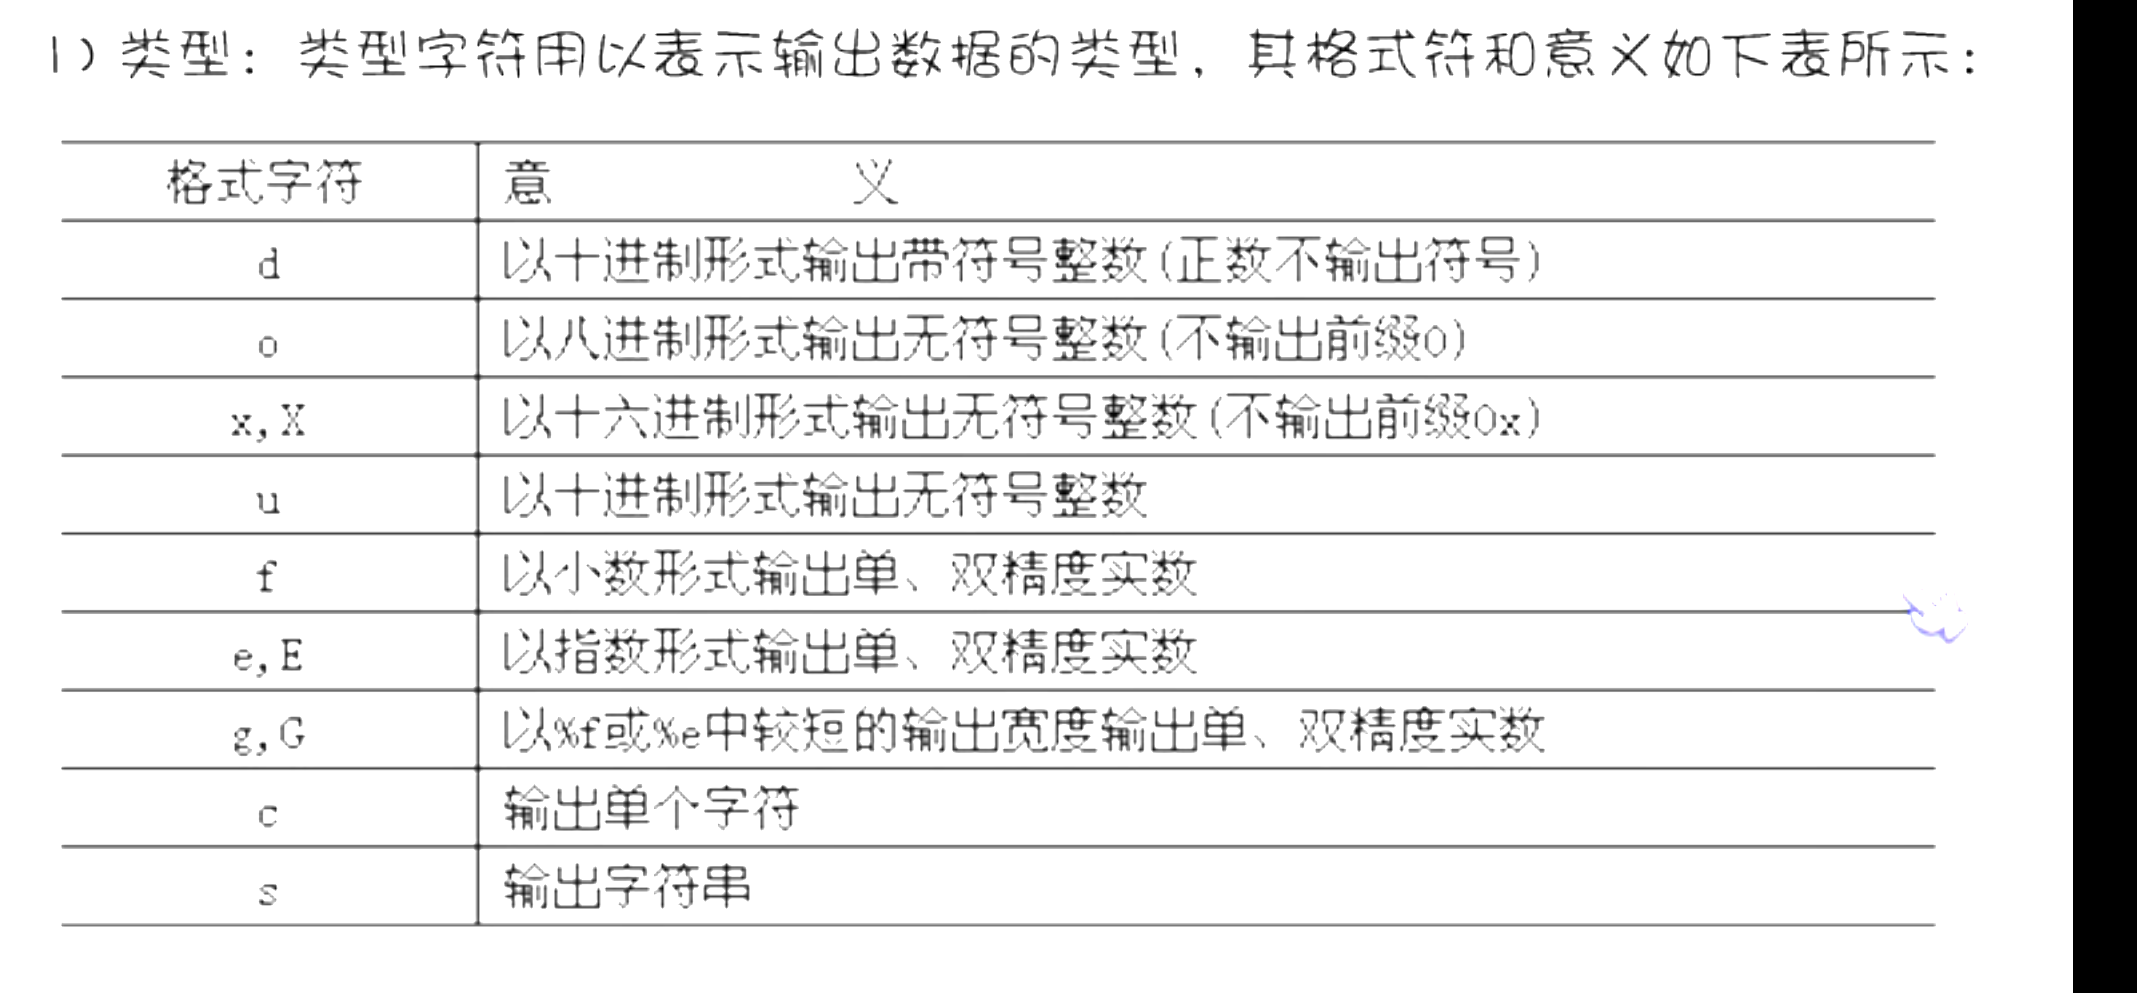 1）类型：类型字符用以表示输出数据的类型，其格式符和意义如下表所示：
格式字符 意 义
d 以十进制形式输出带符号整数(正数不输出符号)
o 以八进制形式输出无符号整数(不输出前缀0)
x,X 以十六进制形式输出无符号整数(不输出前缀0x)
u 以十进制形式输出无符号整数
f 以小数形式输出单、双精度实数
e,E 以指数形式输出单、双精度实数
g,G 以%f或%e中较短的输出宽度输出单、双精度实数
c 输出单个字符
s 输出字符串